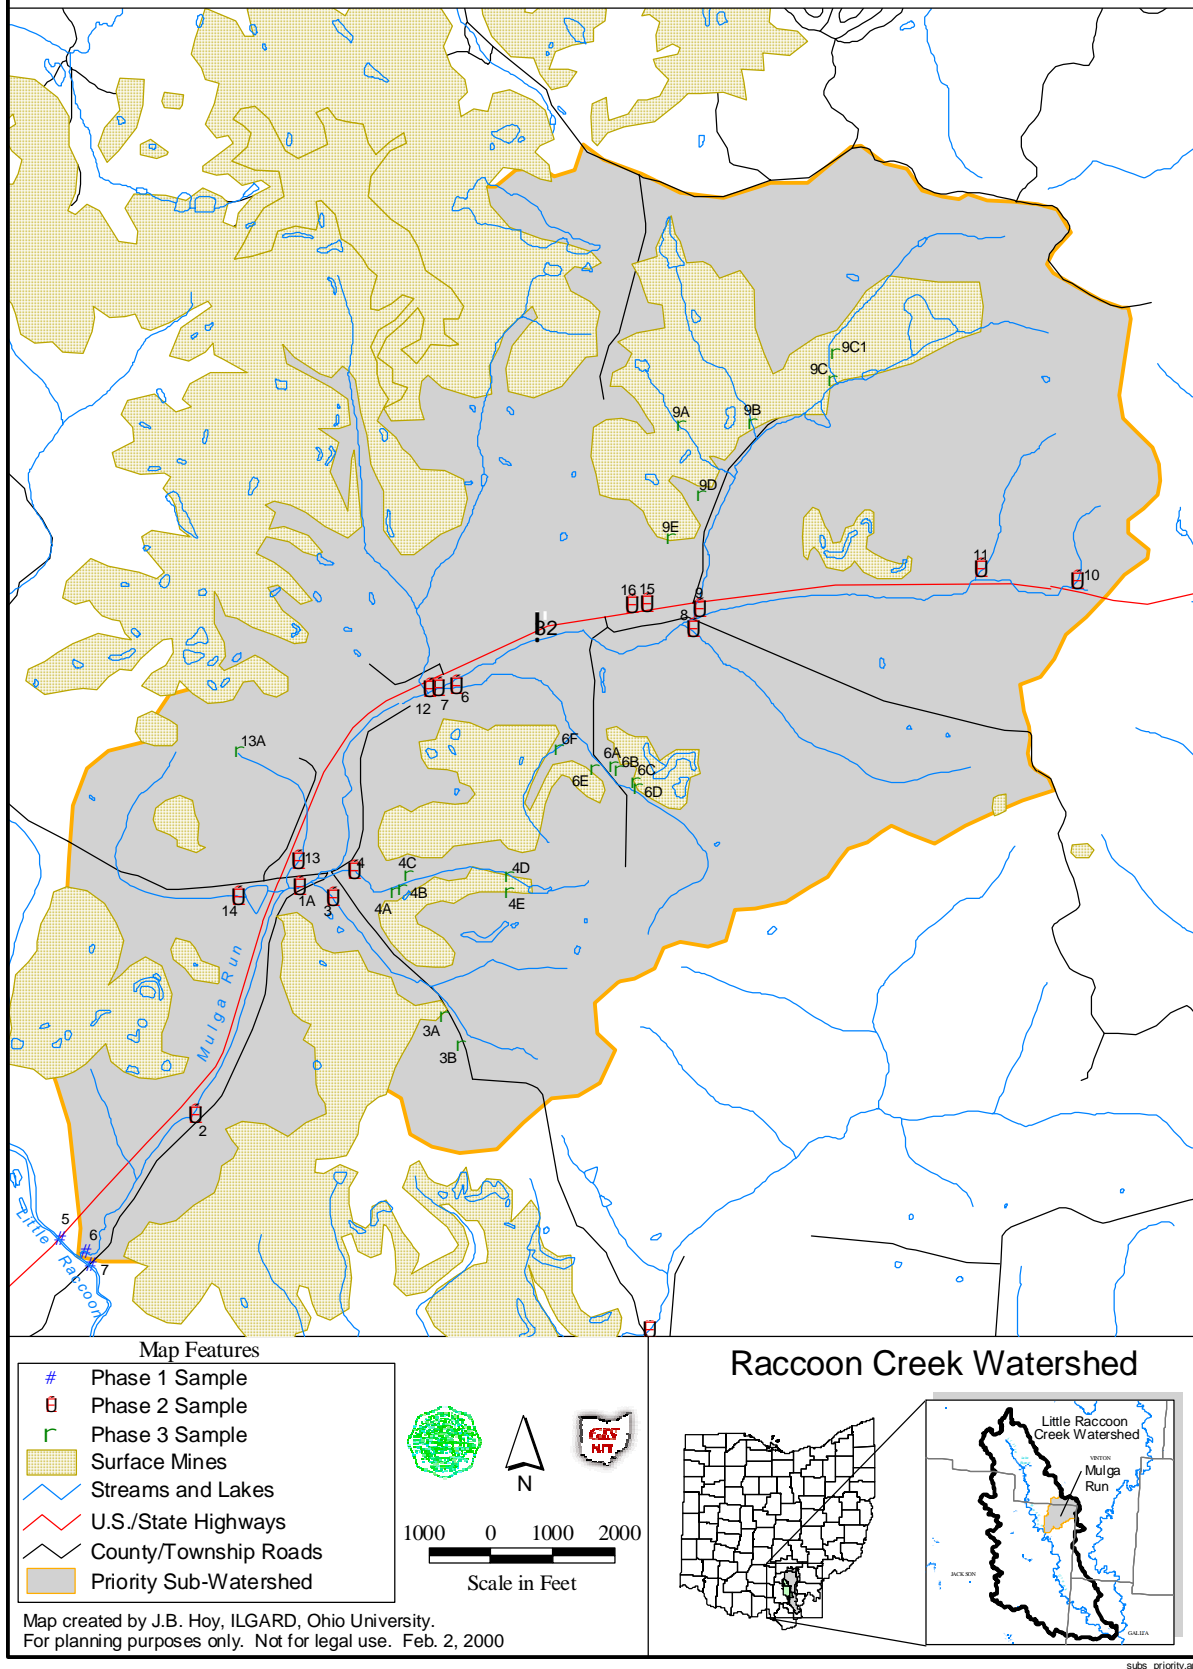 9C1
9C
9A
9B
9D
9E
11
10
16
15
9
8
32
12
7
6
13A
6F
6A
6B
6C
6E
6D
13
4
4C
4D
14
1A
3
4A
4B
4E
Mulga Run
3A
3B
2
5
6
7
Little Raccoon
Map Features
# Phase 1 Sample
Phase 2 Sample
r Phase 3 Sample
Surface Mines
Streams and Lakes
U.S./State Highways
County/Township Roads
Priority Sub-Watershed
Map created by J.B. Hoy, ILGARD, Ohio University.
For planning purposes only. Not for legal use. Feb. 2, 2000
GIS
N
1000 0 1000 2000
Scale in Feet
Raccoon Creek Watershed
Little Raccoon
Creek Watershed
VINTON
Mulga
Run
JACKSON
GALLIA